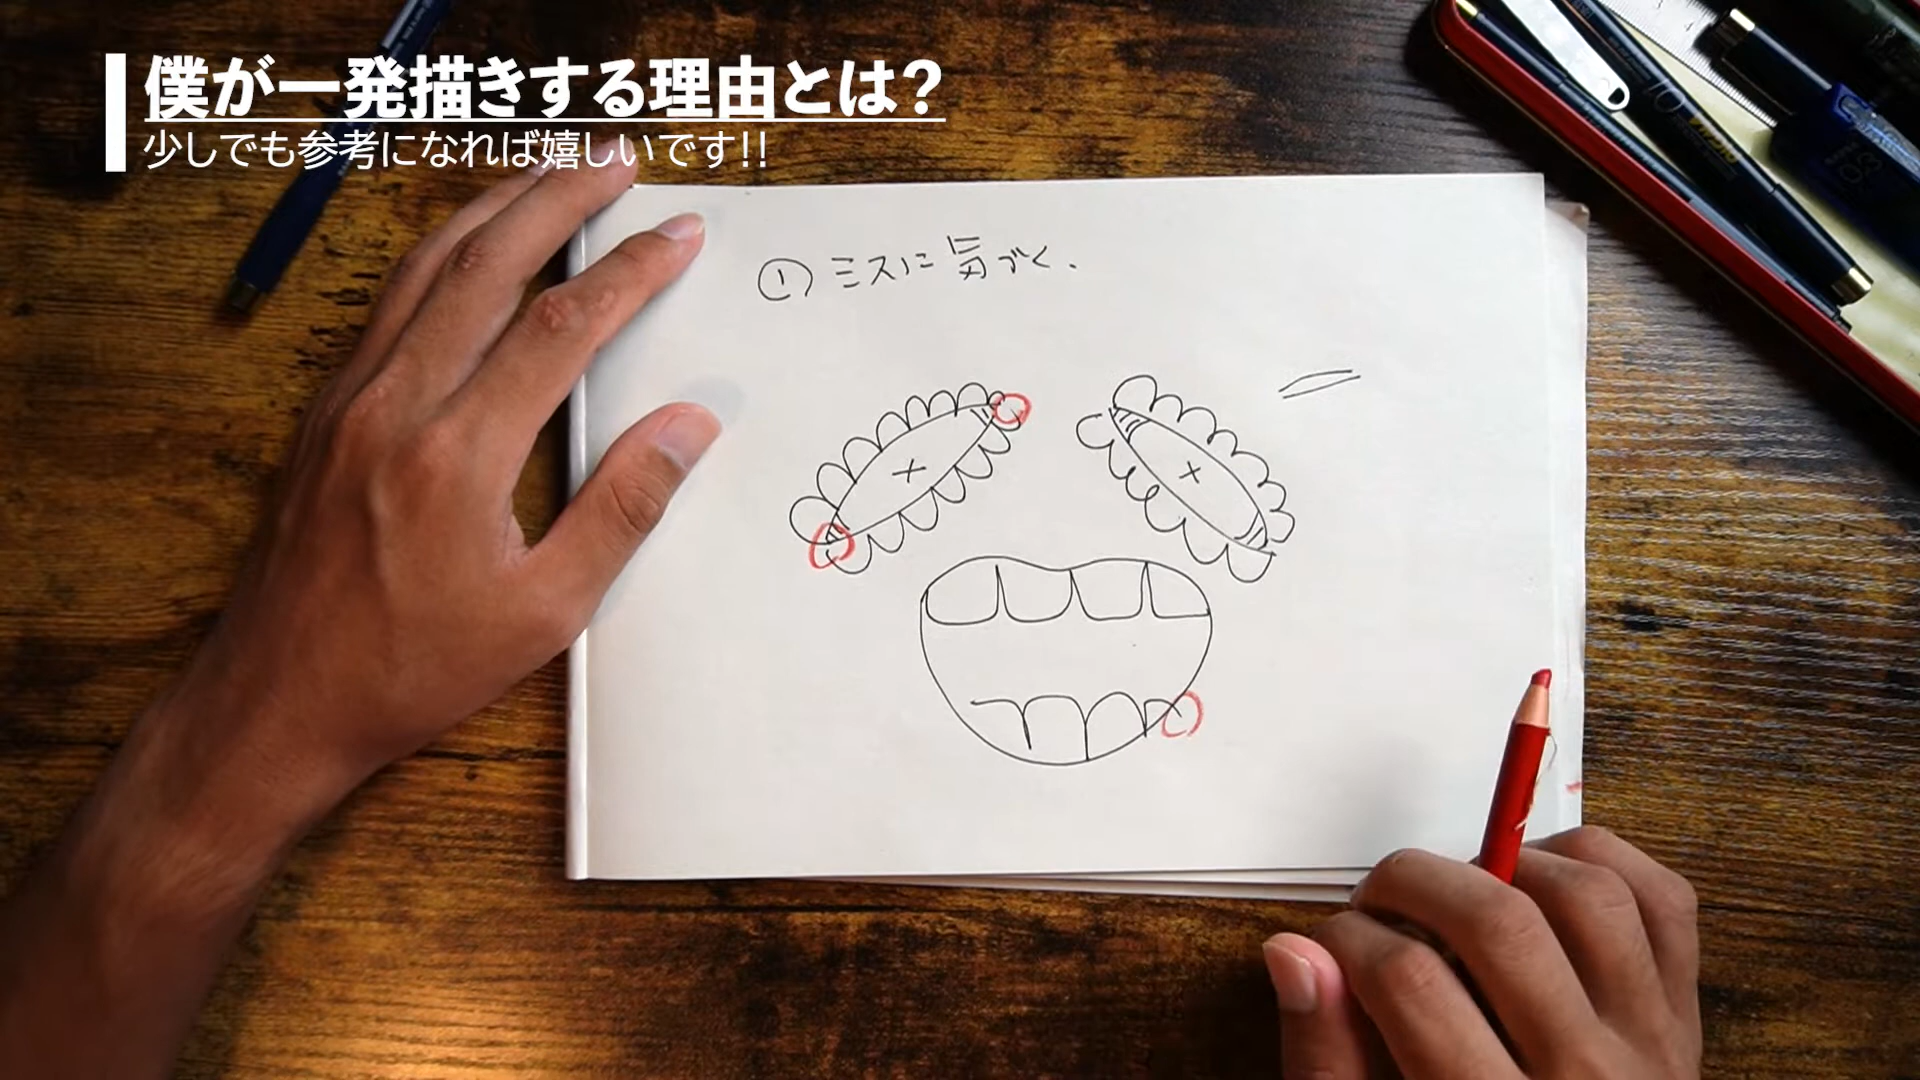 僕が一発描きする理由とは?
少しでも参考になれば嬉しいです!!
① ミスに気づく.